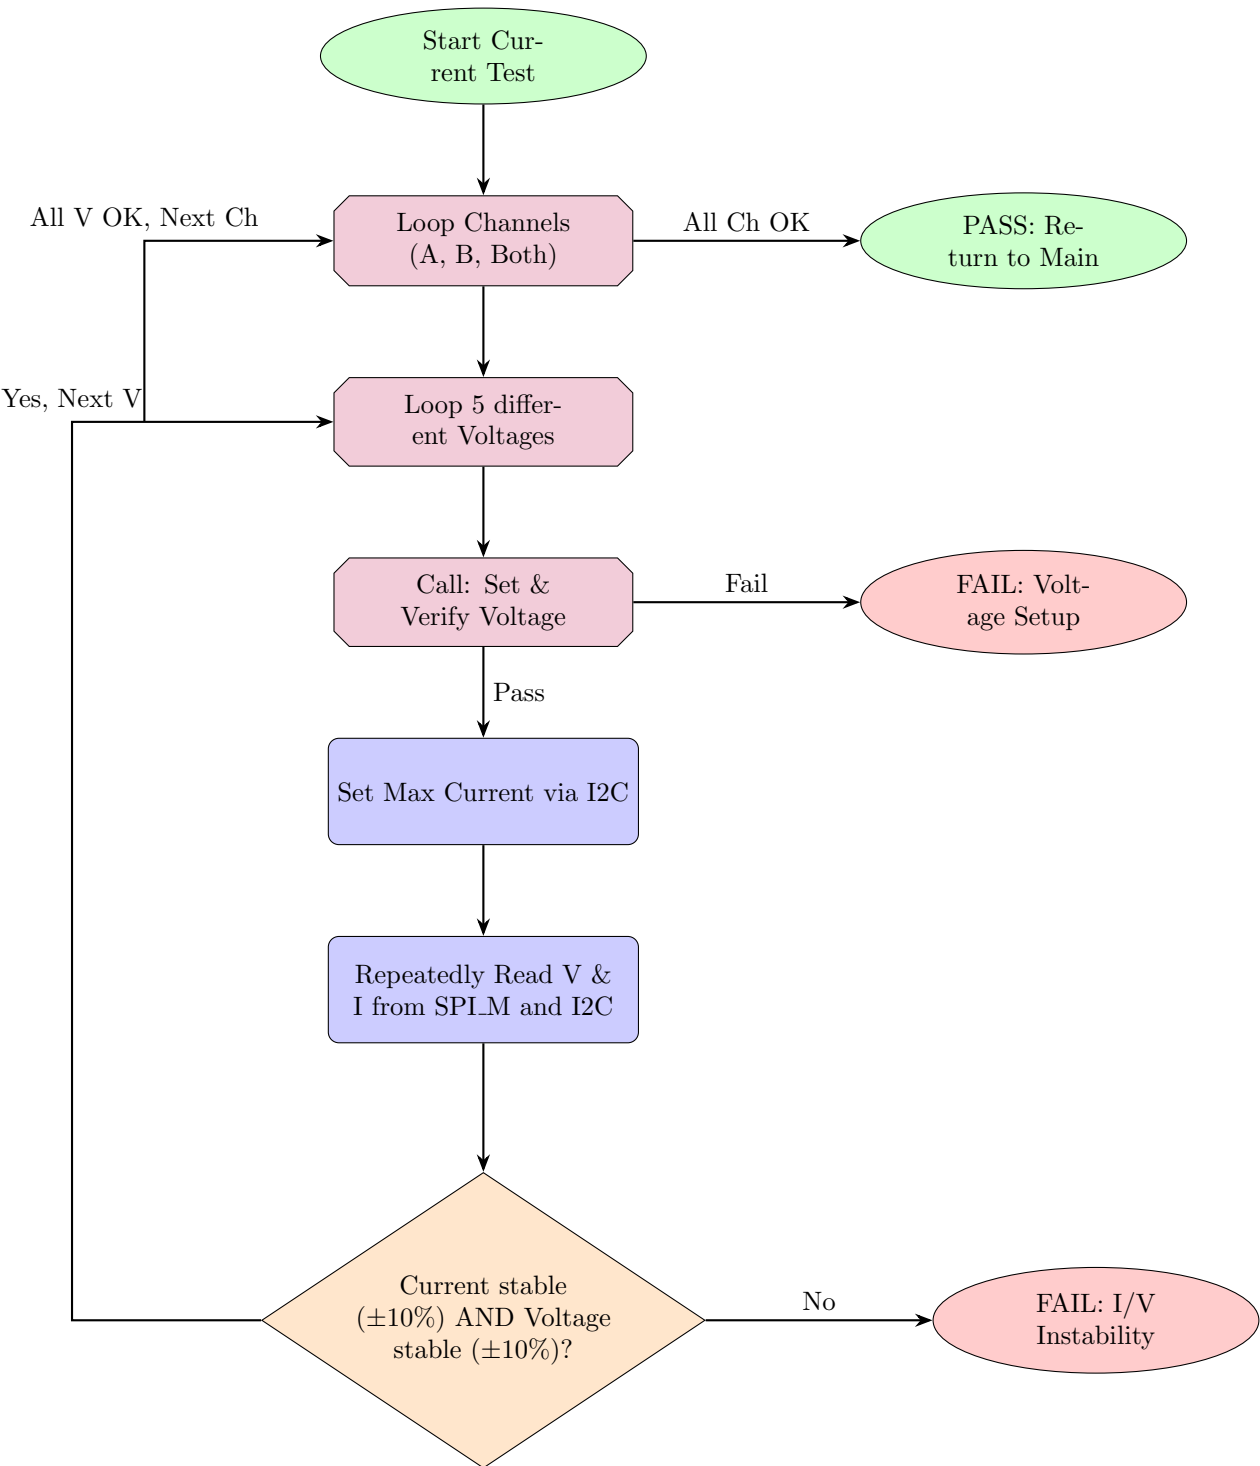 Start Cur-
rent Test
All V OK, Next Ch
Loop Channels
(A, B, Both)
All Ch OK
PASS: Re-
turn to Main
Yes, Next V
Loop 5 differ-
ent Voltages
Call: Set &
Verify Voltage
Fail
FAIL: Volt-
age Setup
Pass
Set Max Current via I2C
Repeatedly Read V &
I from SPI_M and I2C
Current stable
(±10%) AND Voltage
stable (±10%)?
No
FAIL: I/V
Instability